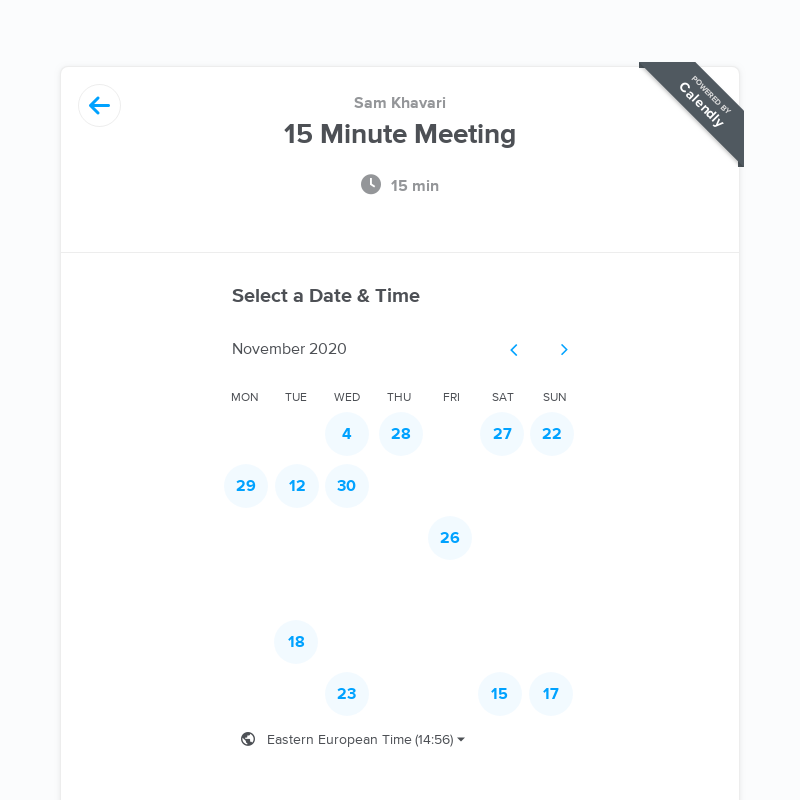 Sam Khavari
15 Minute Meeting
15 min
POWERED BY
Calendly
Select a Date & Time
November 2020
MON TUE WED THU FRI SAT SUN
4 28 27 22
29 12 30
26
18
23 15 17
Eastern European Time (14:56)